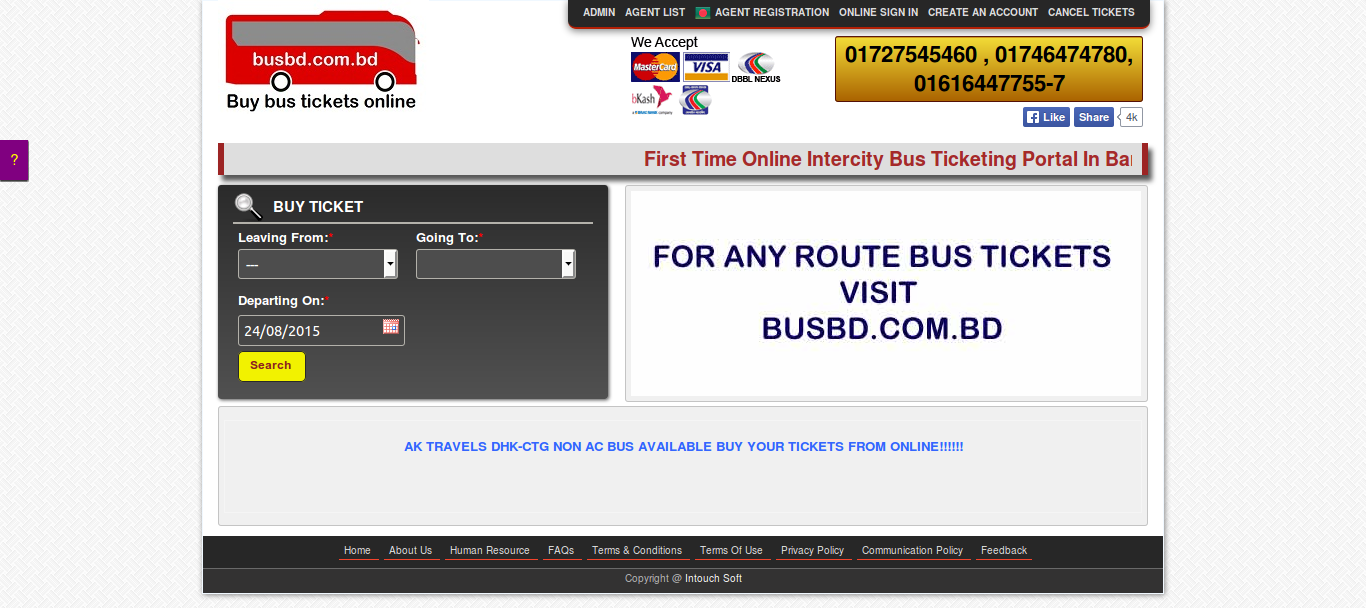 ADMIN AGENT LIST AGENT REGISTRATION ONLINE SIGN IN CREATE AN ACCOUNT CANCEL TICKETS
busbd.com.bd
Buy bus tickets online
We Accept
MasterCard VISA DBBL NEXUS
bKash
01727545460 , 01746474780,
01616447755-7
Like Share 4k
?
First Time Online Intercity Bus Ticketing Portal In
BUY TICKET
Leaving From:* Going To:*
---
Departing On:*
24/08/2015
Search
FOR ANY ROUTE BUS TICKETS
VISIT
BUSBD.COM.BD
AK TRAVELS DHK-CTG NON AC BUS AVAILABLE BUY YOUR TICKETS FROM ONLINE!!!!!!
Home About Us Human Resource FAQs Terms & Conditions Terms Of Use Privacy Policy Communication Policy Feedback
Copyright @ Intouch Soft